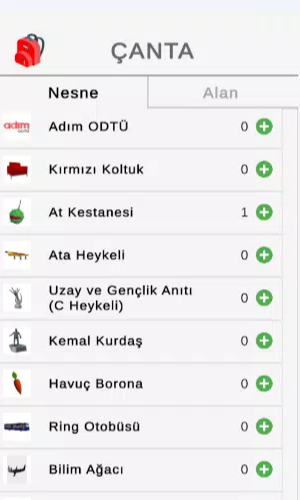 ÇANTA
Nesne Alan
adım Adım ODTÜ 0
Kırmızı Koltuk 0
At Kestanesi 1
Ata Heykeli 0
Uzay ve Gençlik Anıtı
(C Heykeli) 0
Kemal Kurdaş 0
Havuç Borona 0
Ring Otobüsü 0
Bilim Ağacı 0